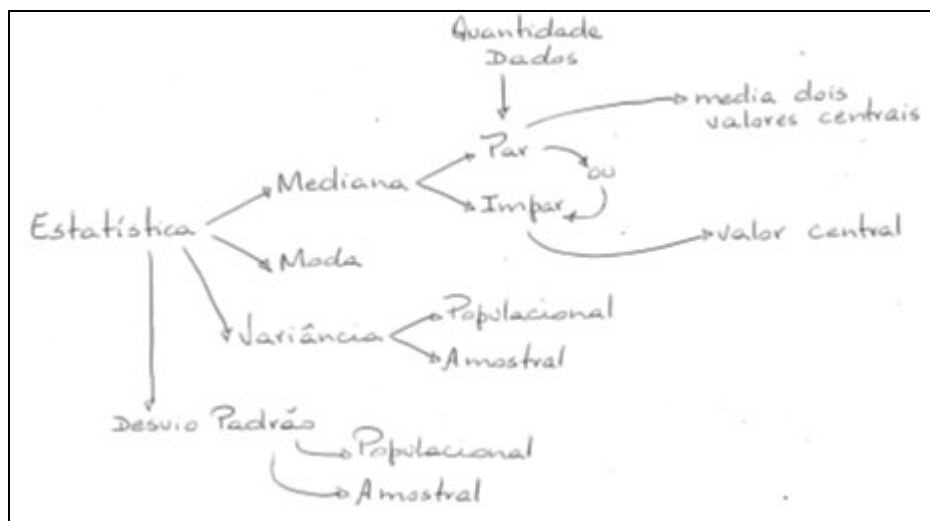 Quantidade
Dados
media dois
valores centrais
Par
ou
Mediana
Impar
Estatística
valor central
Moda
Populacional
Variância
Amostral
Desvio Padrão
Populacional
Amostral